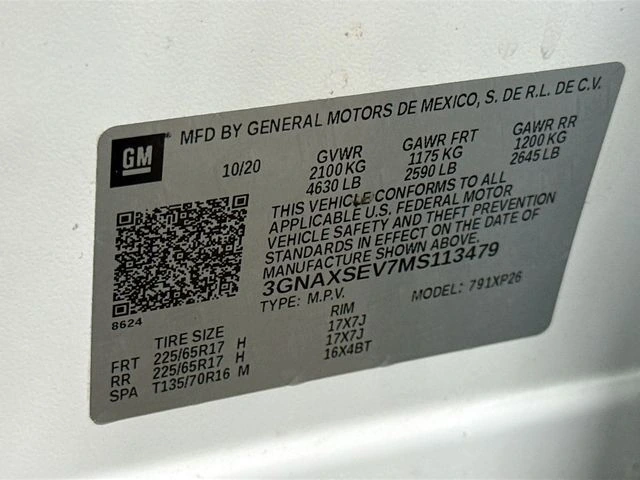 GM
MFD BY GENERAL MOTORS DE MEXICO, S. DE R.L. DE C.V.
10/20
GVWR
2100 KG
4630 LB
GAWR FRT
1175 KG
2590 LB
GAWR RR
1200 KG
2645 LB
THIS VEHICLE CONFORMS TO ALL
APPLICABLE U.S. FEDERAL MOTOR
VEHICLE SAFETY AND THEFT PREVENTION
STANDARDS IN EFFECT ON THE DATE OF
MANUFACTURE SHOWN ABOVE.
3GNAXSEV7MS113479
TYPE: M.P.V.
MODEL: 791XP26
8624
TIRE SIZE
RIM
FRT 225/65R17 H 17X7J
RR 225/65R17 H 17X7J
SPA T135/70R16 M 16X4BT